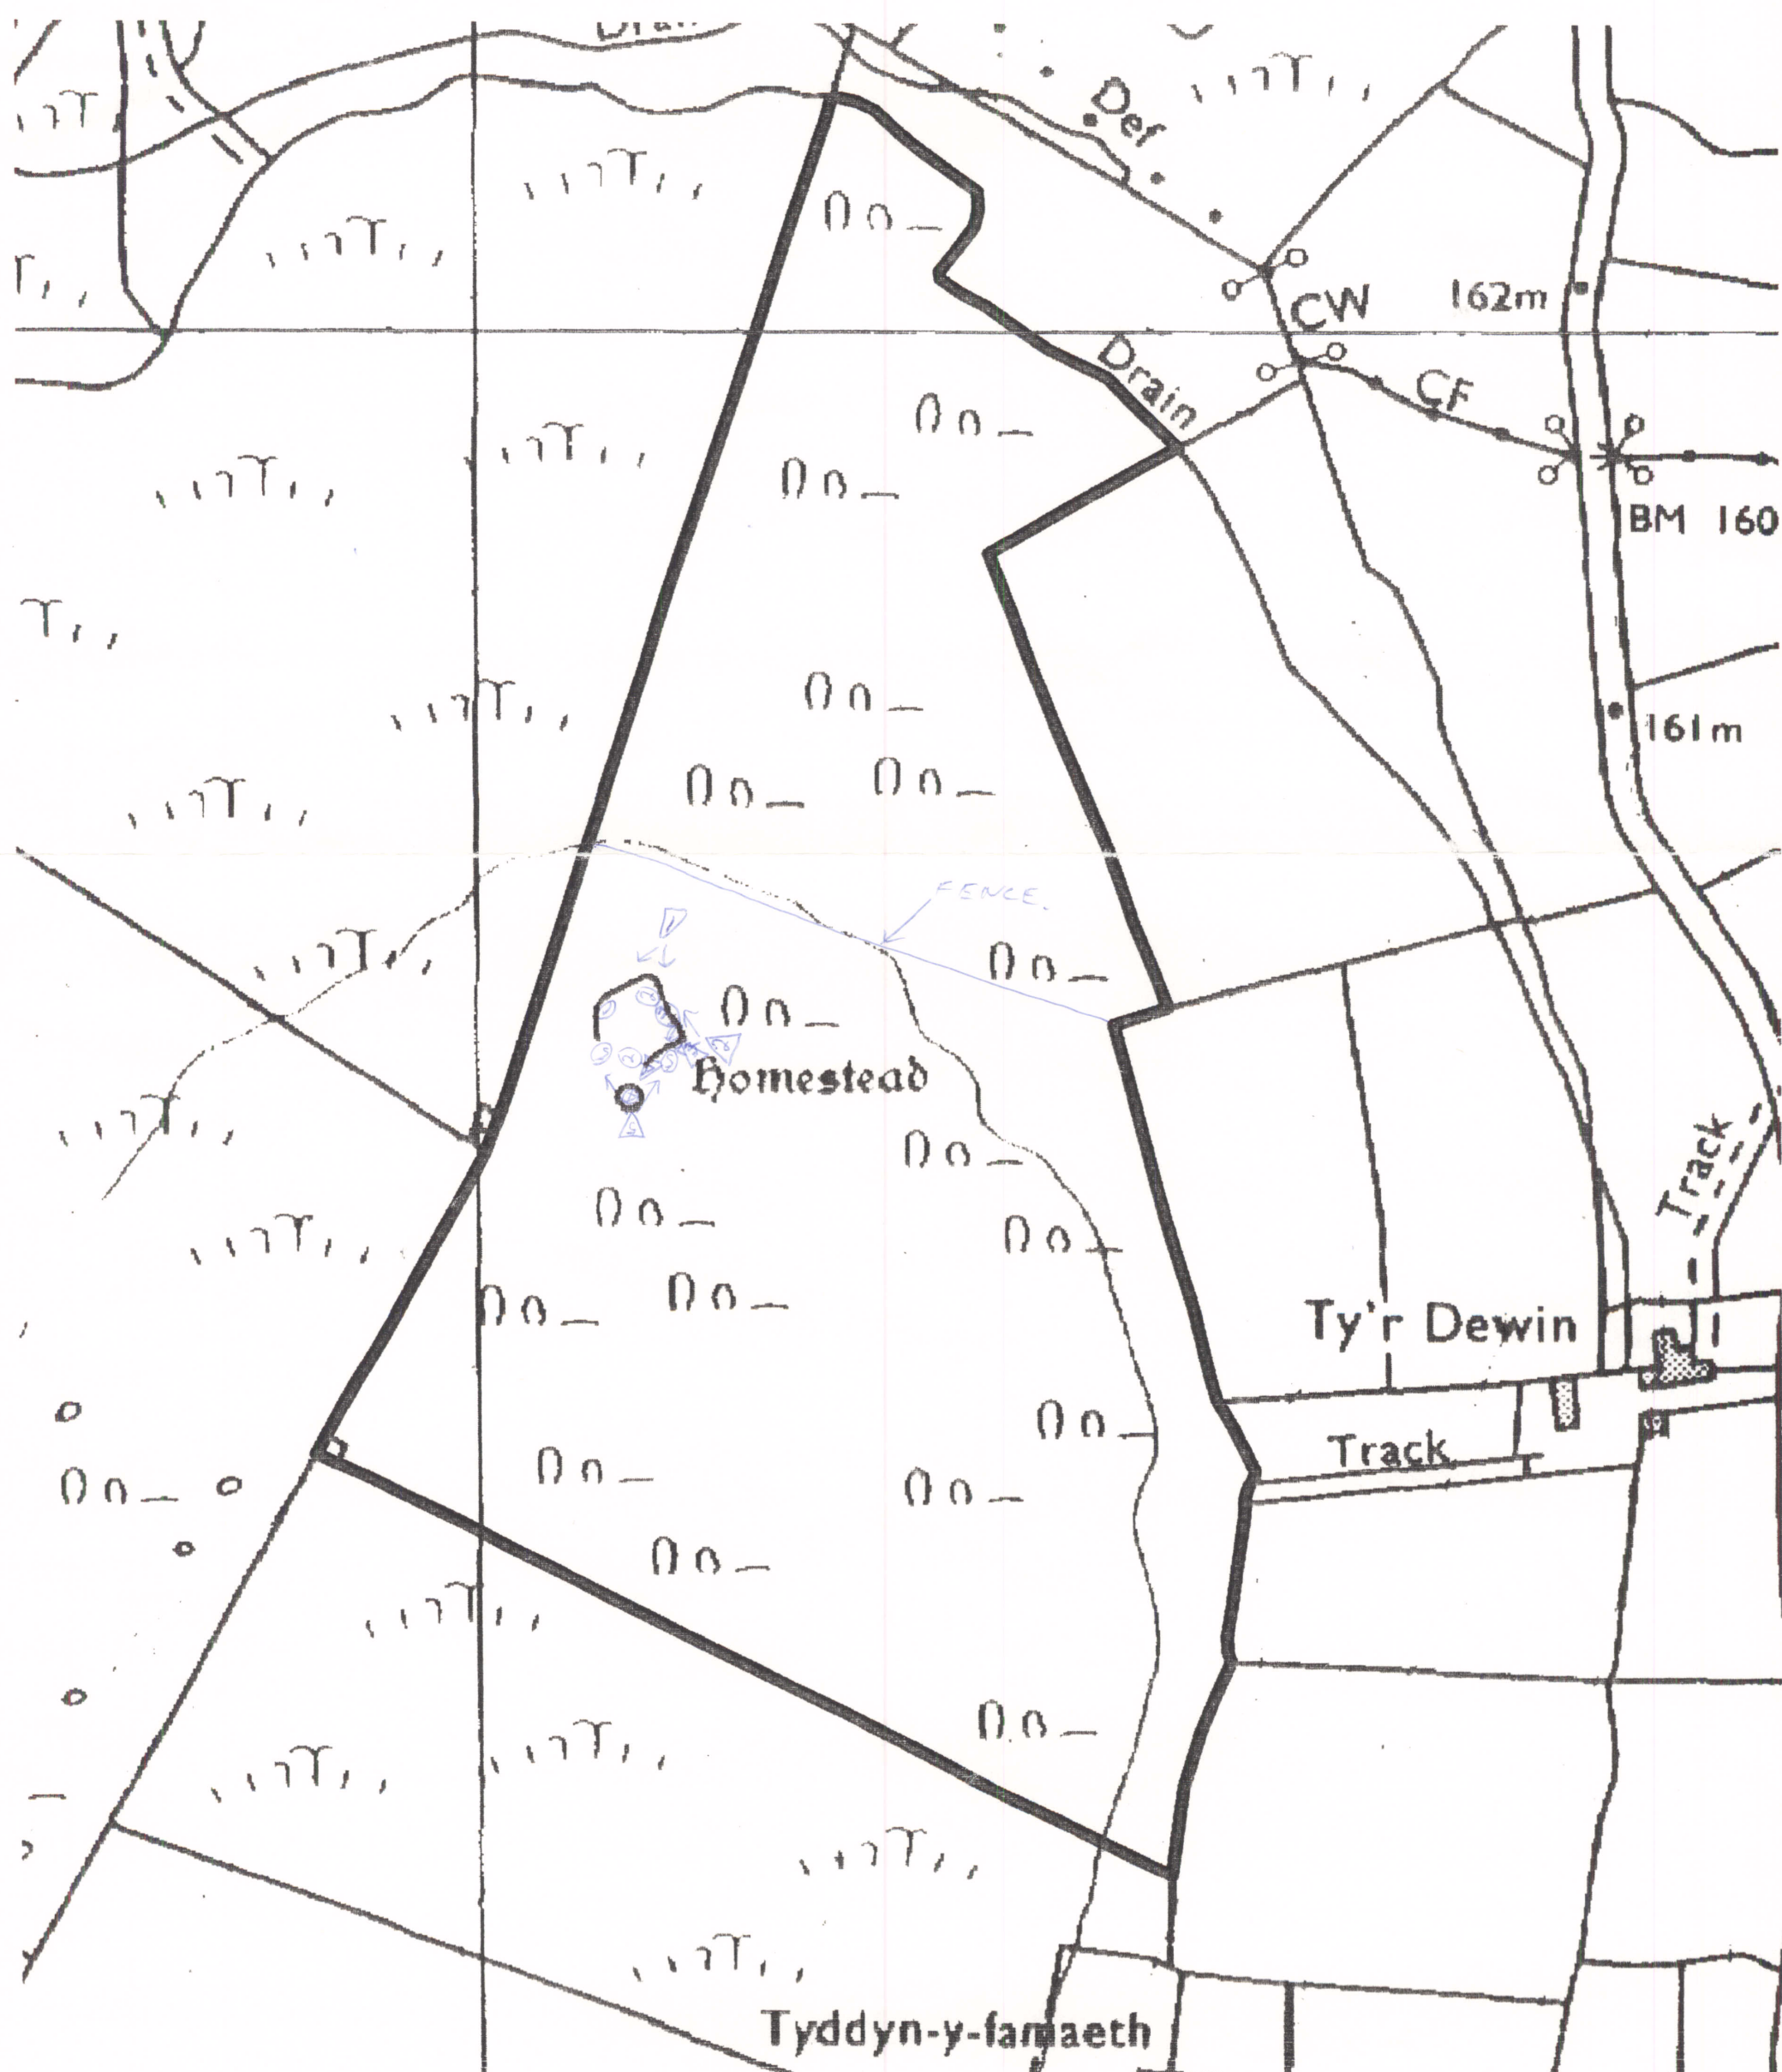 Def
CW
162m
Drain
CF
BM 160
161m
FENCE.
Homestead
Track
Ty'r Dewin
Track
Tyddyn-y-famaeth